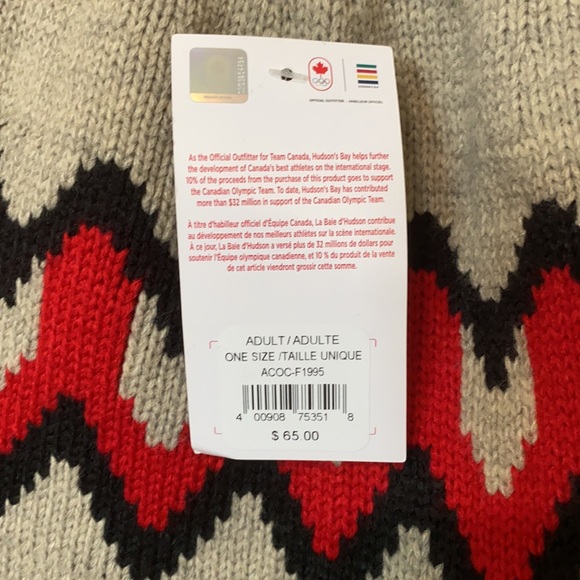 OFFICIAL OUTFITTER - HABILLEUR OFFICIEL
As the Official Outfitter for Team Canada, Hudson's Bay helps further
the development of Canada's best athletes on the international stage.
10% of the proceeds from the purchase of this product goes to support
the Canadian Olympic Team. To date, Hudson's Bay has contributed
more than $32 million in support of the Canadian Olympic Team.
À titre d'habilleur officiel d'Équipe Canada, La Baie d'Hudson contribue
au développement de nos meilleurs athlètes sur la scène internationale.
À ce jour, La Baie d'Hudson a versé plus de 32 millions de dollars pour
soutenir l'Équipe olympique canadienne, et 10 % du produit de la vente
de cet article viendront grossir cette somme.
ADULT / ADULTE
ONE SIZE /TAILLE UNIQUE
ACOC-F1995
4 00908 75351 8
$ 65.00